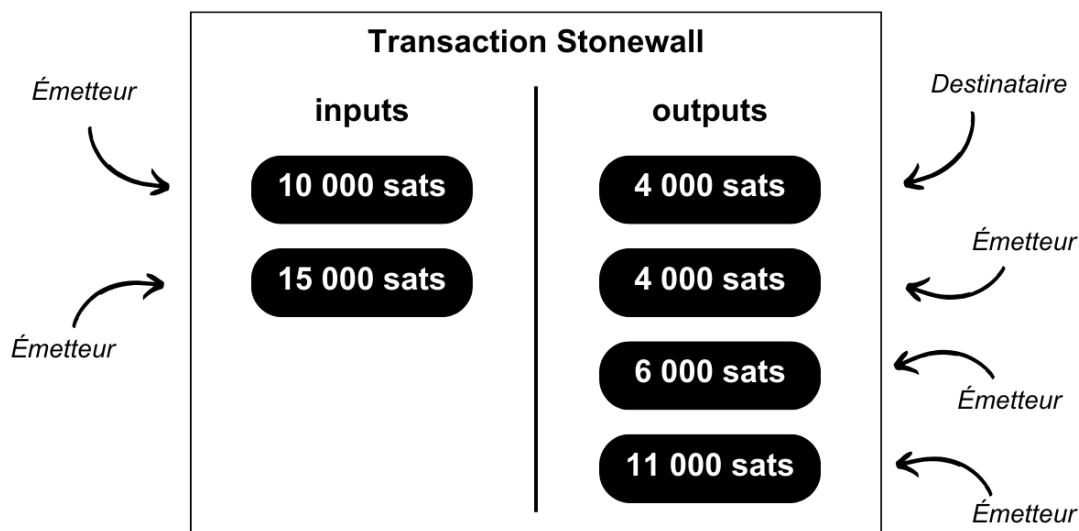 Transaction Stonewall
Émetteur
Destinataire
inputs
outputs
10 000 sats
4 000 sats
15 000 sats
4 000 sats
Émetteur
Émetteur
6 000 sats
Émetteur
11 000 sats
Émetteur